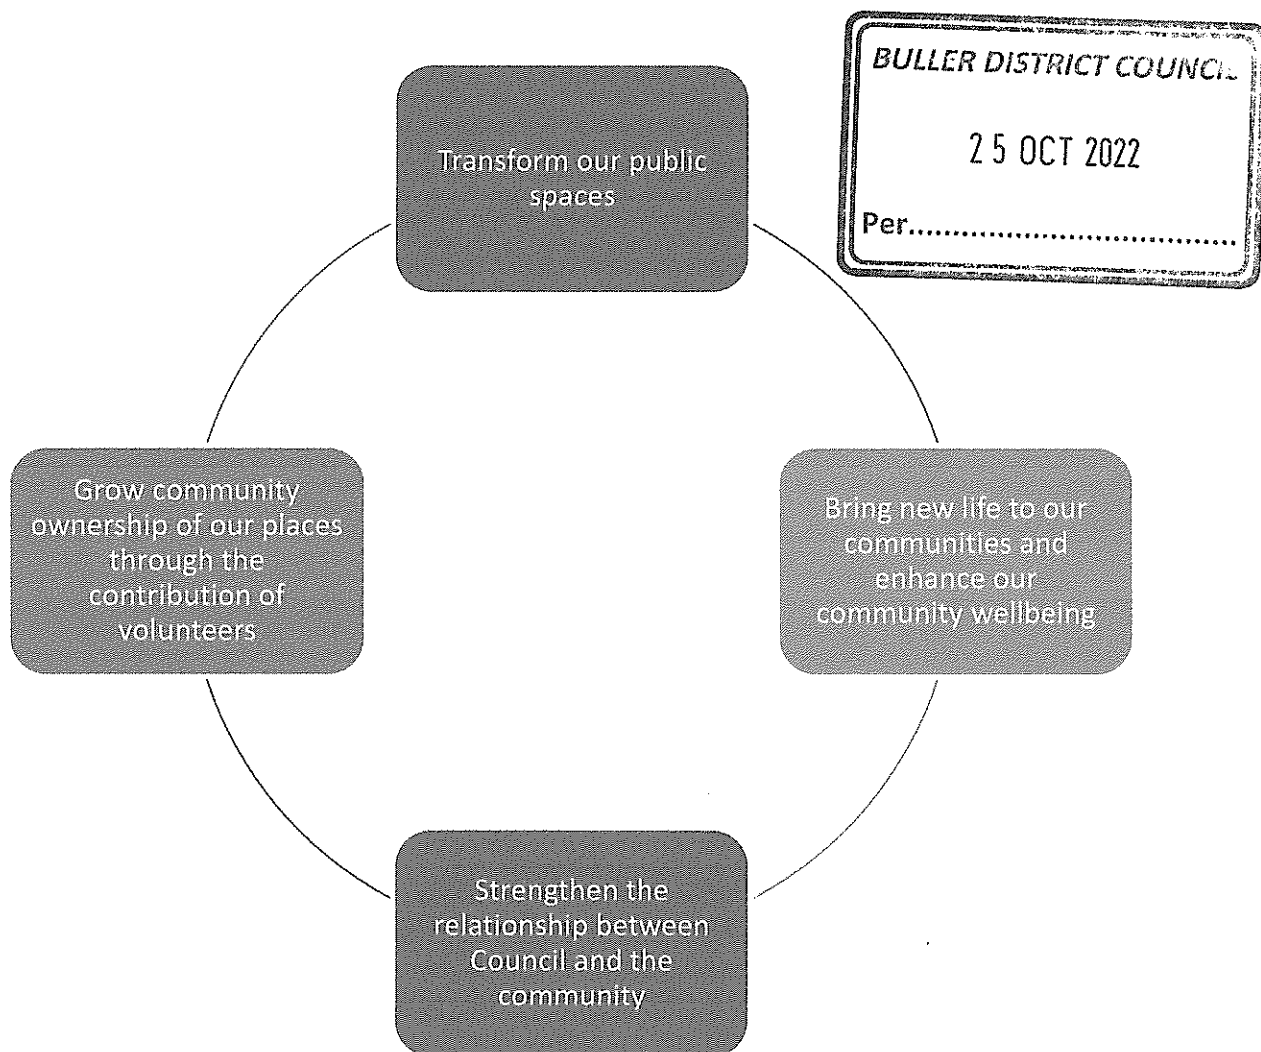 Transform our public
spaces
BULLER DISTRICT COUNCIL
25 OCT 2022
Per....................................
Grow community
ownership of our places
through the
contribution of
volunteers
Bring new life to our
communities and
enhance our
community wellbeing
Strengthen the
relationship between
Council and the
community